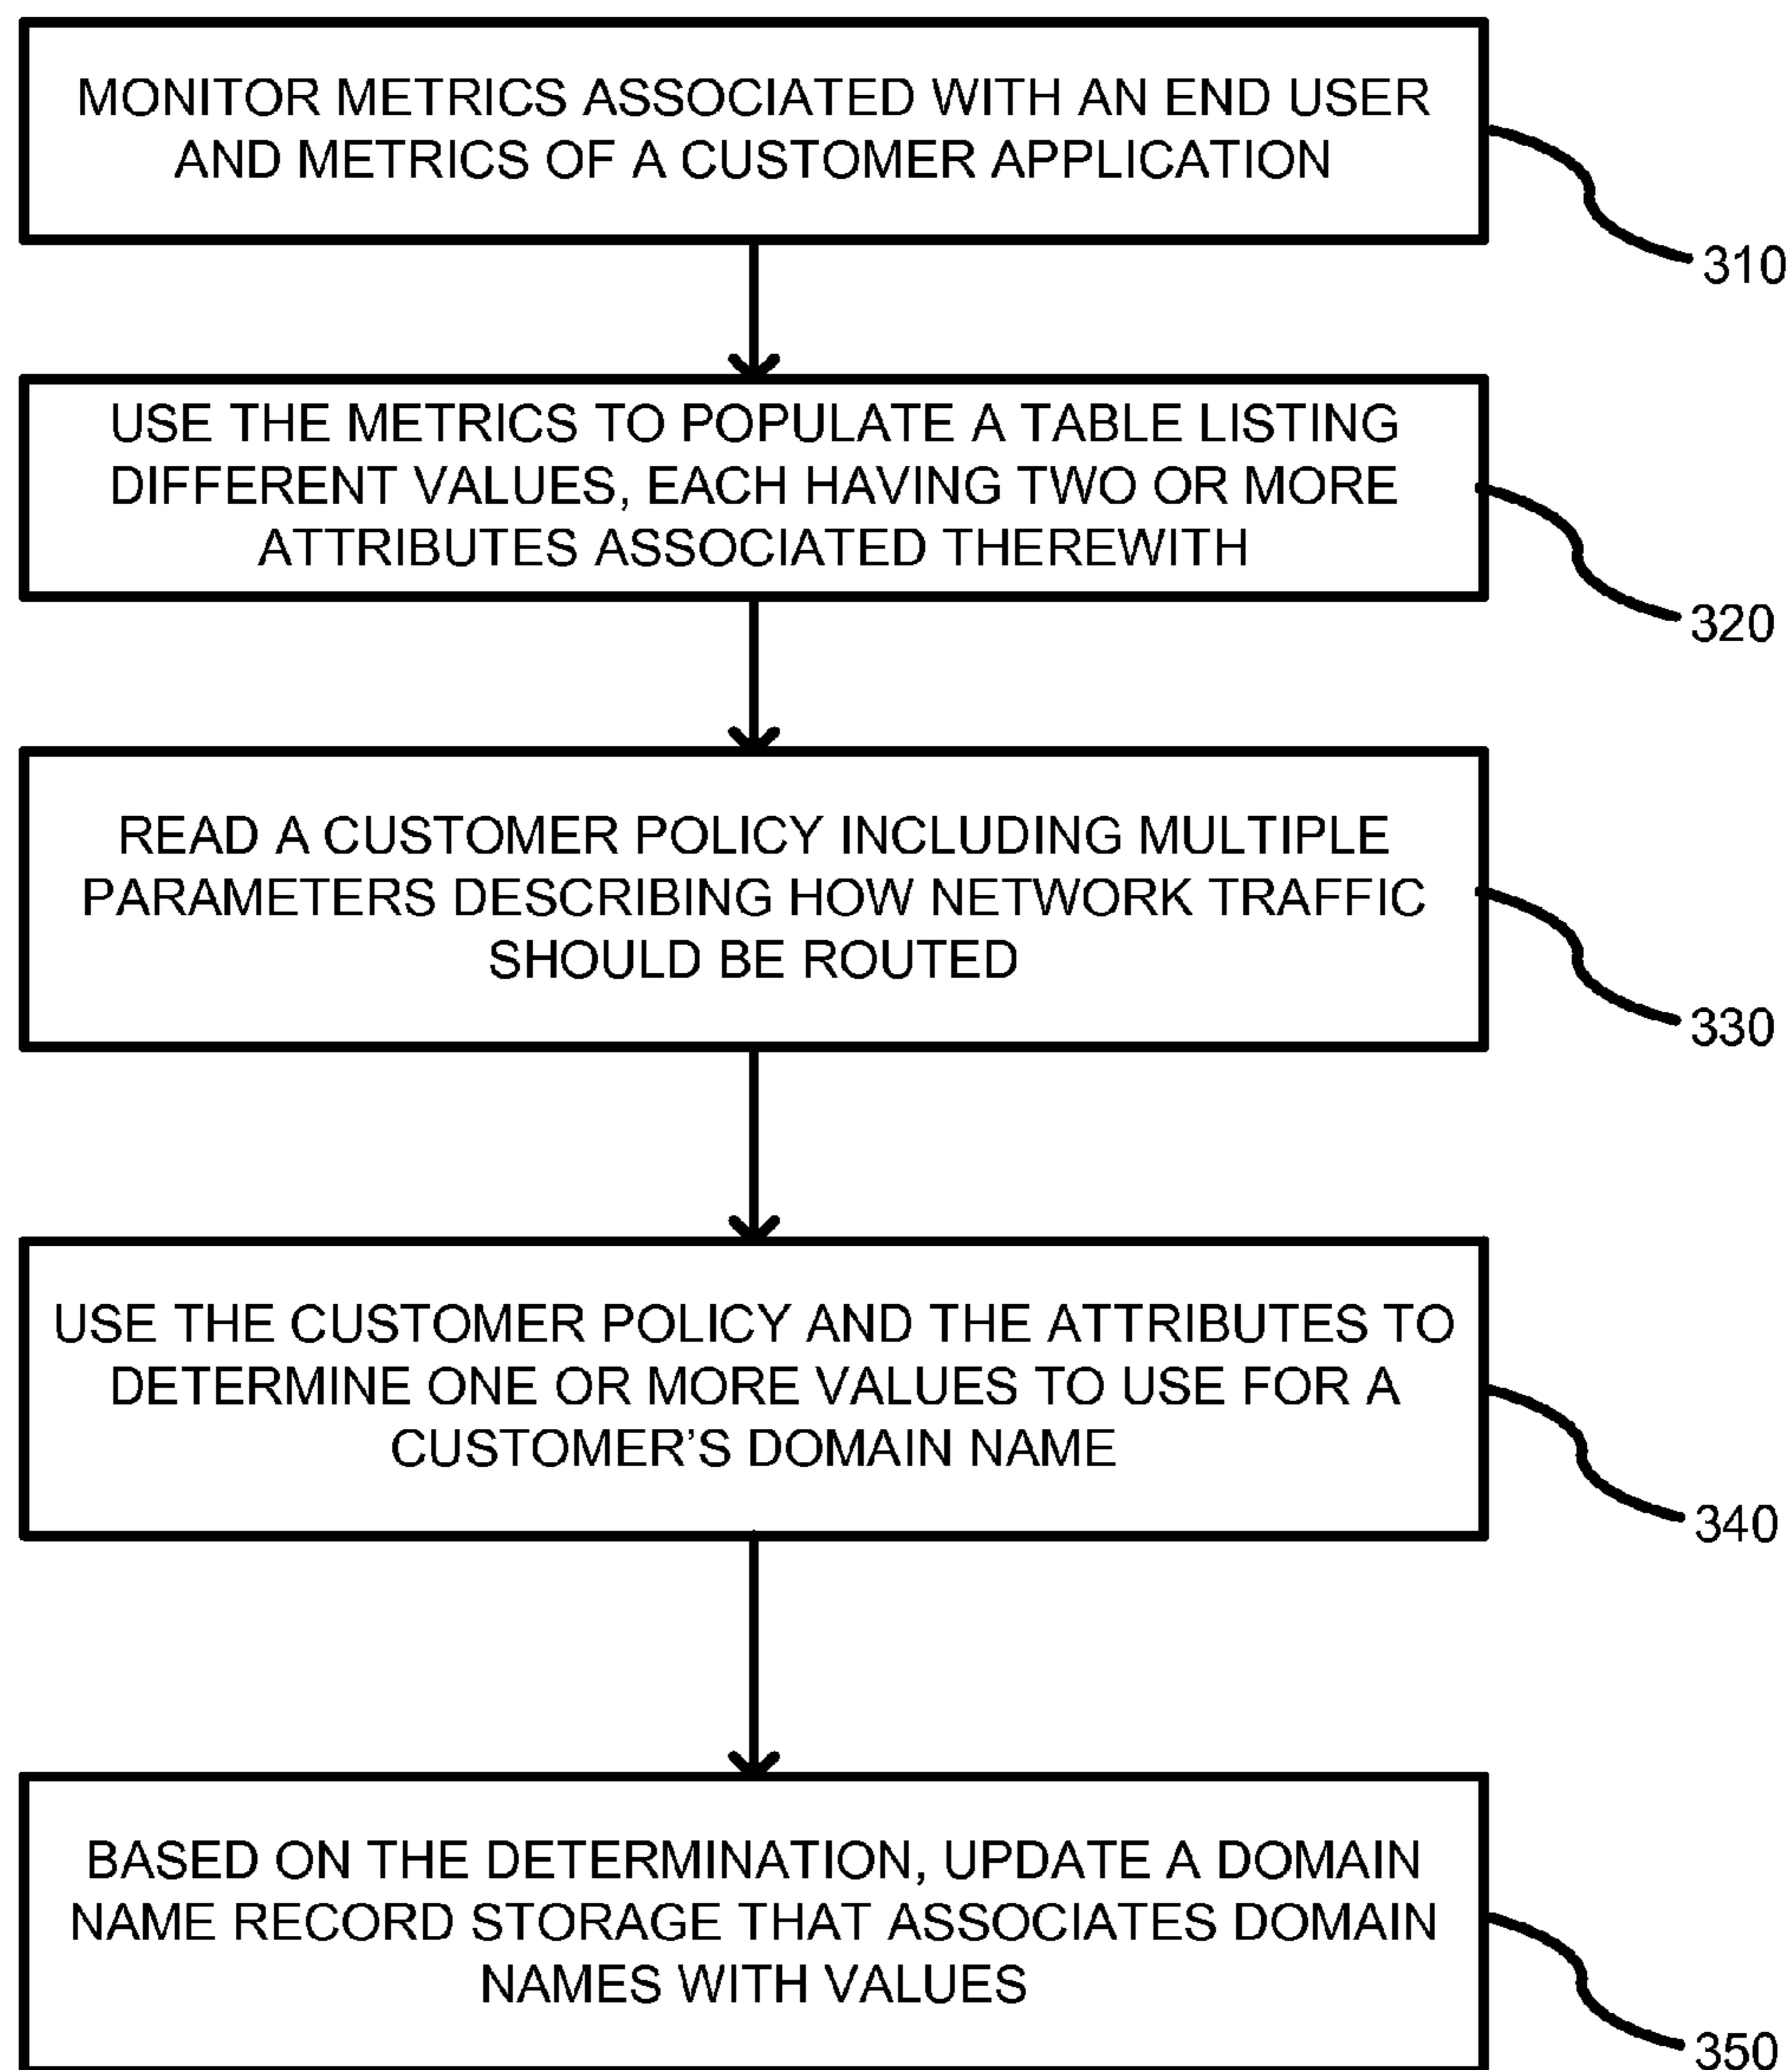 MONITOR METRICS ASSOCIATED WITH AN END USER
AND METRICS OF A CUSTOMER APPLICATION
310
USE THE METRICS TO POPULATE A TABLE LISTING
DIFFERENT VALUES, EACH HAVING TWO OR MORE
ATTRIBUTES ASSOCIATED THEREWITH
320
READ A CUSTOMER POLICY INCLUDING MULTIPLE
PARAMETERS DESCRIBING HOW NETWORK TRAFFIC
SHOULD BE ROUTED
330
USE THE CUSTOMER POLICY AND THE ATTRIBUTES TO
DETERMINE ONE OR MORE VALUES TO USE FOR A
CUSTOMER’S DOMAIN NAME
340
BASED ON THE DETERMINATION, UPDATE A DOMAIN
NAME RECORD STORAGE THAT ASSOCIATES DOMAIN
NAMES WITH VALUES
350